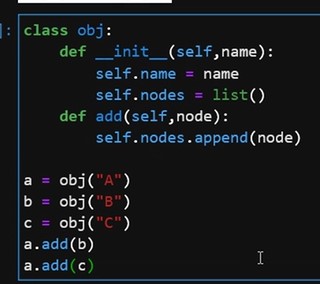 ]:
class obj:
    def __init__(self,name):
        self.name = name
        self.nodes = list()
    def add(self,node):
        self.nodes.append(node)

a = obj("A")
b = obj("B")
c = obj("C")
a.add(b)
a.add(c)